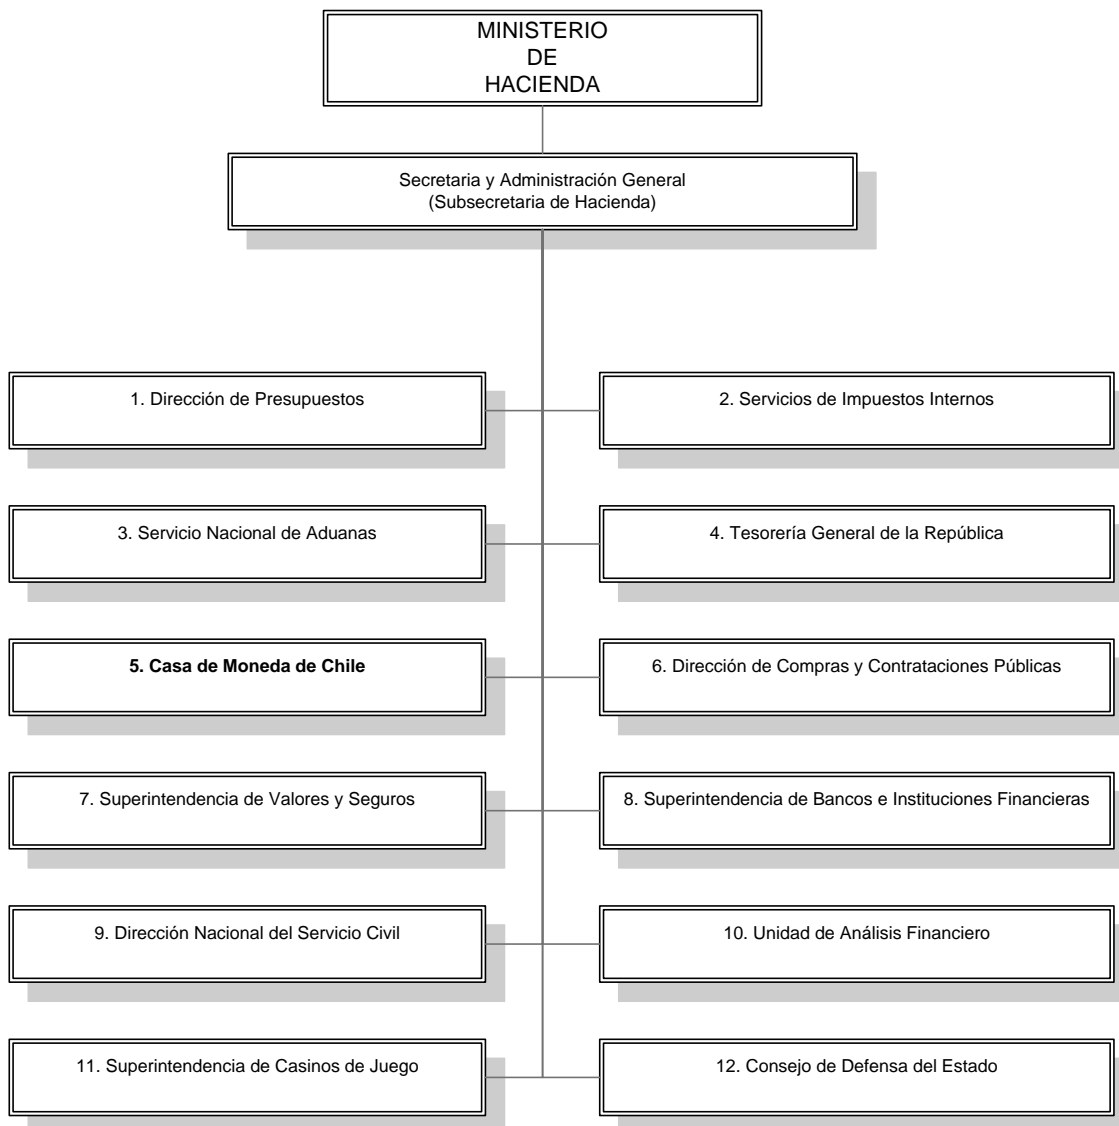 MINISTERIO
DE
HACIENDA
Secretaria y Administración General
(Subsecretaria de Hacienda)
1. Dirección de Presupuestos
2. Servicios de Impuestos Internos
3. Servicio Nacional de Aduanas
4. Tesorería General de la República
5. Casa de Moneda de Chile
6. Dirección de Compras y Contrataciones Públicas
7. Superintendencia de Valores y Seguros
8. Superintendencia de Bancos e Instituciones Financieras
9. Dirección Nacional del Servicio Civil
10. Unidad de Análisis Financiero
11. Superintendencia de Casinos de Juego
12. Consejo de Defensa del Estado